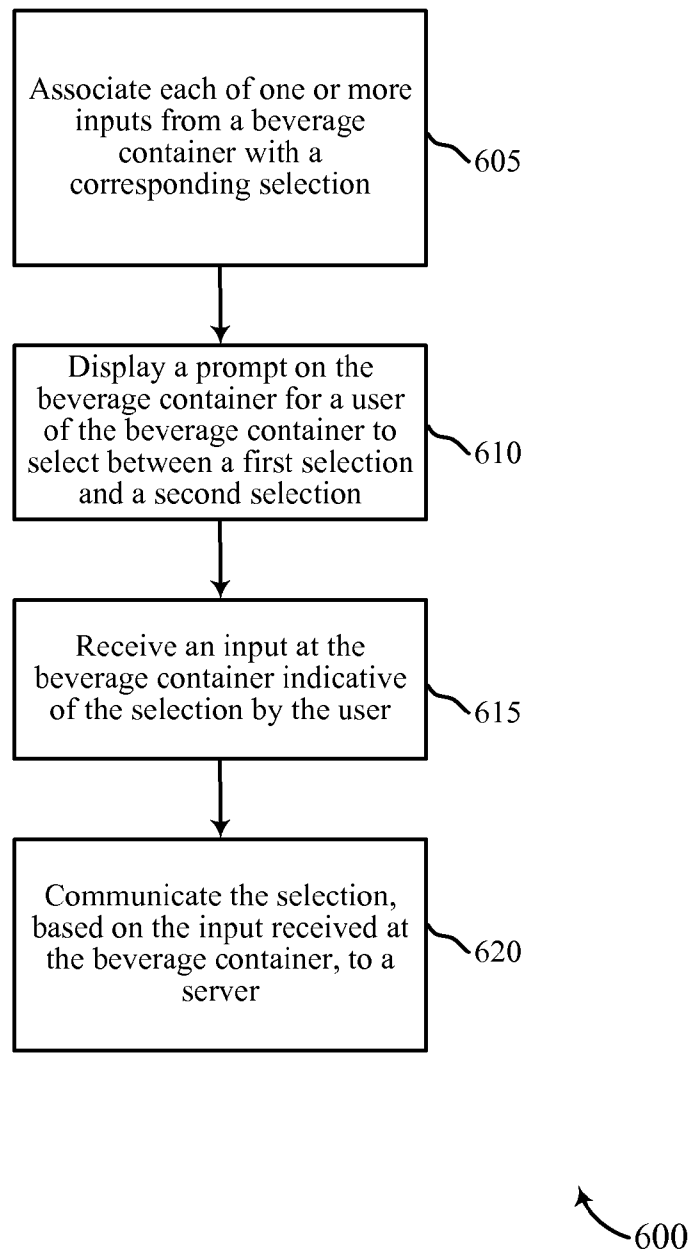 Associate each of one or more
inputs from a beverage
container with a
corresponding selection
605
Display a prompt on the
beverage container for a user
of the beverage container to
select between a first selection
and a second selection
610
Receive an input at the
beverage container indicative
of the selection by the user
615
Communicate the selection,
based on the input received at
the beverage container, to a
server
620
600